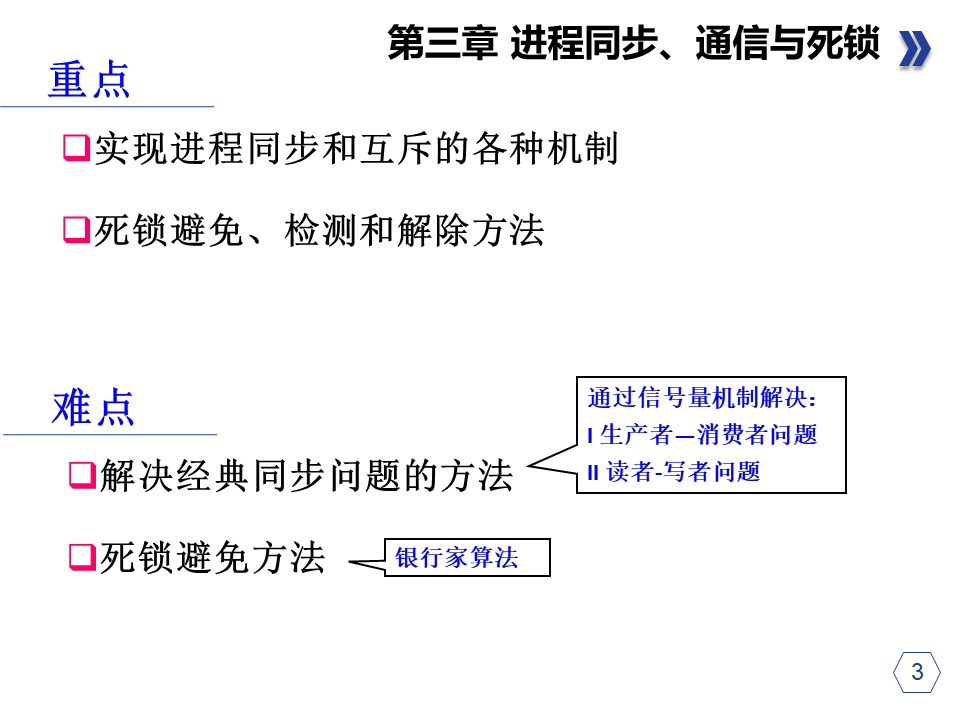 第三章 进程同步、通信与死锁
重点
实现进程同步和互斥的各种机制
死锁避免、检测和解除方法
难点
解决经典同步问题的方法
通过信号量机制解决：
I 生产者—消费者问题
II 读者-写者问题
死锁避免方法
银行家算法
3